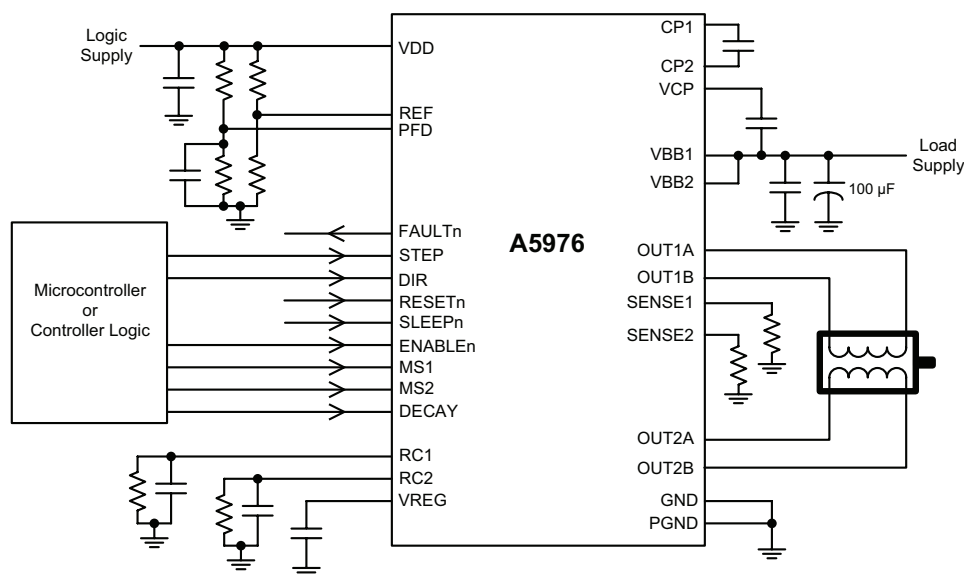 Logic
Supply
VDD
REF
PFD
FAULTn
STEP
DIR
RESETn
SLEEPn
ENABLEn
MS1
MS2
DECAY
RC1
RC2
VREG
Microcontroller
or
Controller Logic
A5976
CP1
CP2
VCP
VBB1
VBB2
Load
Supply
100 µF
OUT1A
OUT1B
SENSE1
SENSE2
OUT2A
OUT2B
GND
PGND